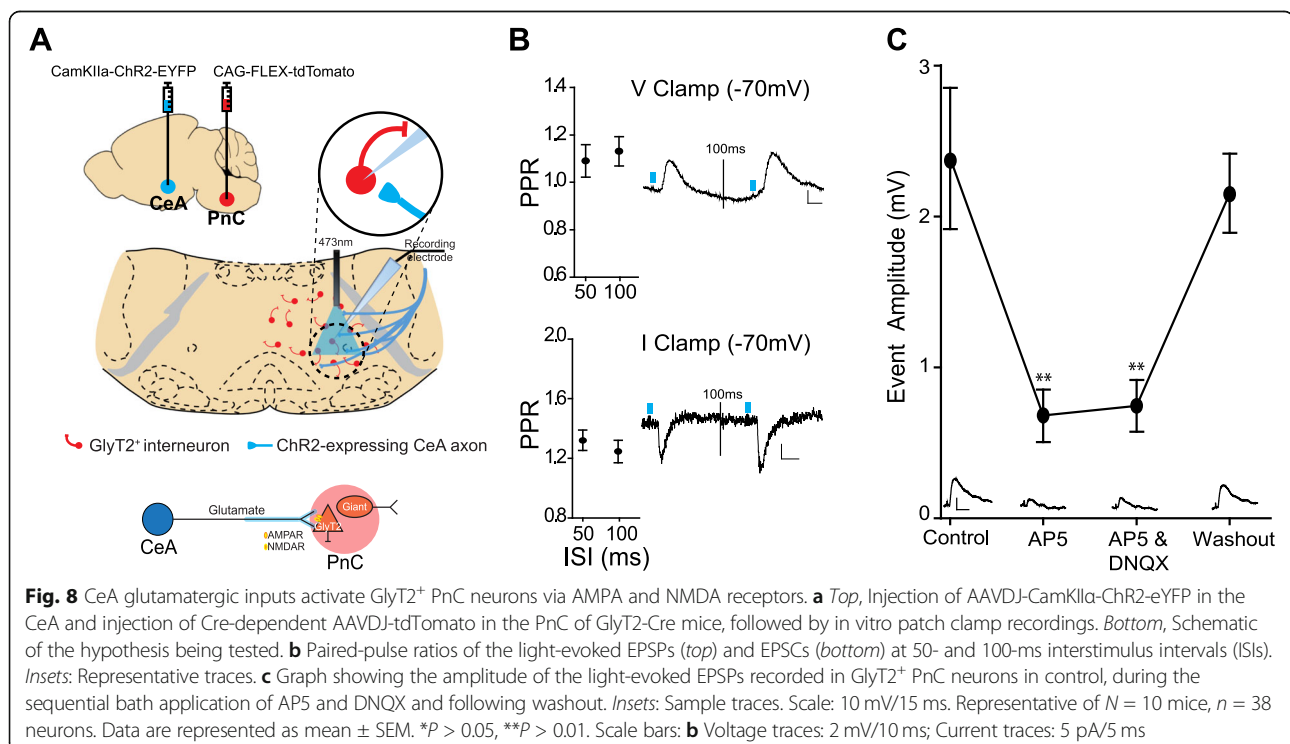 A
CamKIIa-ChR2-EYFP CAG-FLEX-tdTomato
CeA PnC
473nm
Recording
electrode
GlyT2+ interneuron ChR2-expressing CeA axon
Glutamate
Giant
GlyT2
AMPAR
NMDAR
CeA
PnC
B
V Clamp (-70mV)
PPR
1.4
1.2
1.0
0.8
0.6
50 100
100ms
I Clamp (-70mV)
PPR
2.0
1.8
1.6
1.4
1.2
0.8
50 100
ISI (ms)
100ms
C
Event Amplitude (mV)
3
2
1
0
**
**
Control AP5 AP5 & Washout
DNQX
Fig. 8 CeA glutamatergic inputs activate GlyT2+ PnC neurons via AMPA and NMDA receptors. a Top, Injection of AAVDJ-CamKIIα-ChR2-eYFP in the
CeA and injection of Cre-dependent AAVDJ-tdTomato in the PnC of GlyT2-Cre mice, followed by in vitro patch clamp recordings. Bottom, Schematic
of the hypothesis being tested. b Paired-pulse ratios of the light-evoked EPSPs (top) and EPSCs (bottom) at 50- and 100-ms interstimulus intervals (ISIs).
Insets: Representative traces. c Graph showing the amplitude of the light-evoked EPSPs recorded in GlyT2+ PnC neurons in control, during the
sequential bath application of AP5 and DNQX and following washout. Insets: Sample traces. Scale: 10 mV/15 ms. Representative of N = 10 mice, n = 38
neurons. Data are represented as mean ± SEM. *P > 0.05, **P > 0.01. Scale bars: b Voltage traces: 2 mV/10 ms; Current traces: 5 pA/5 ms